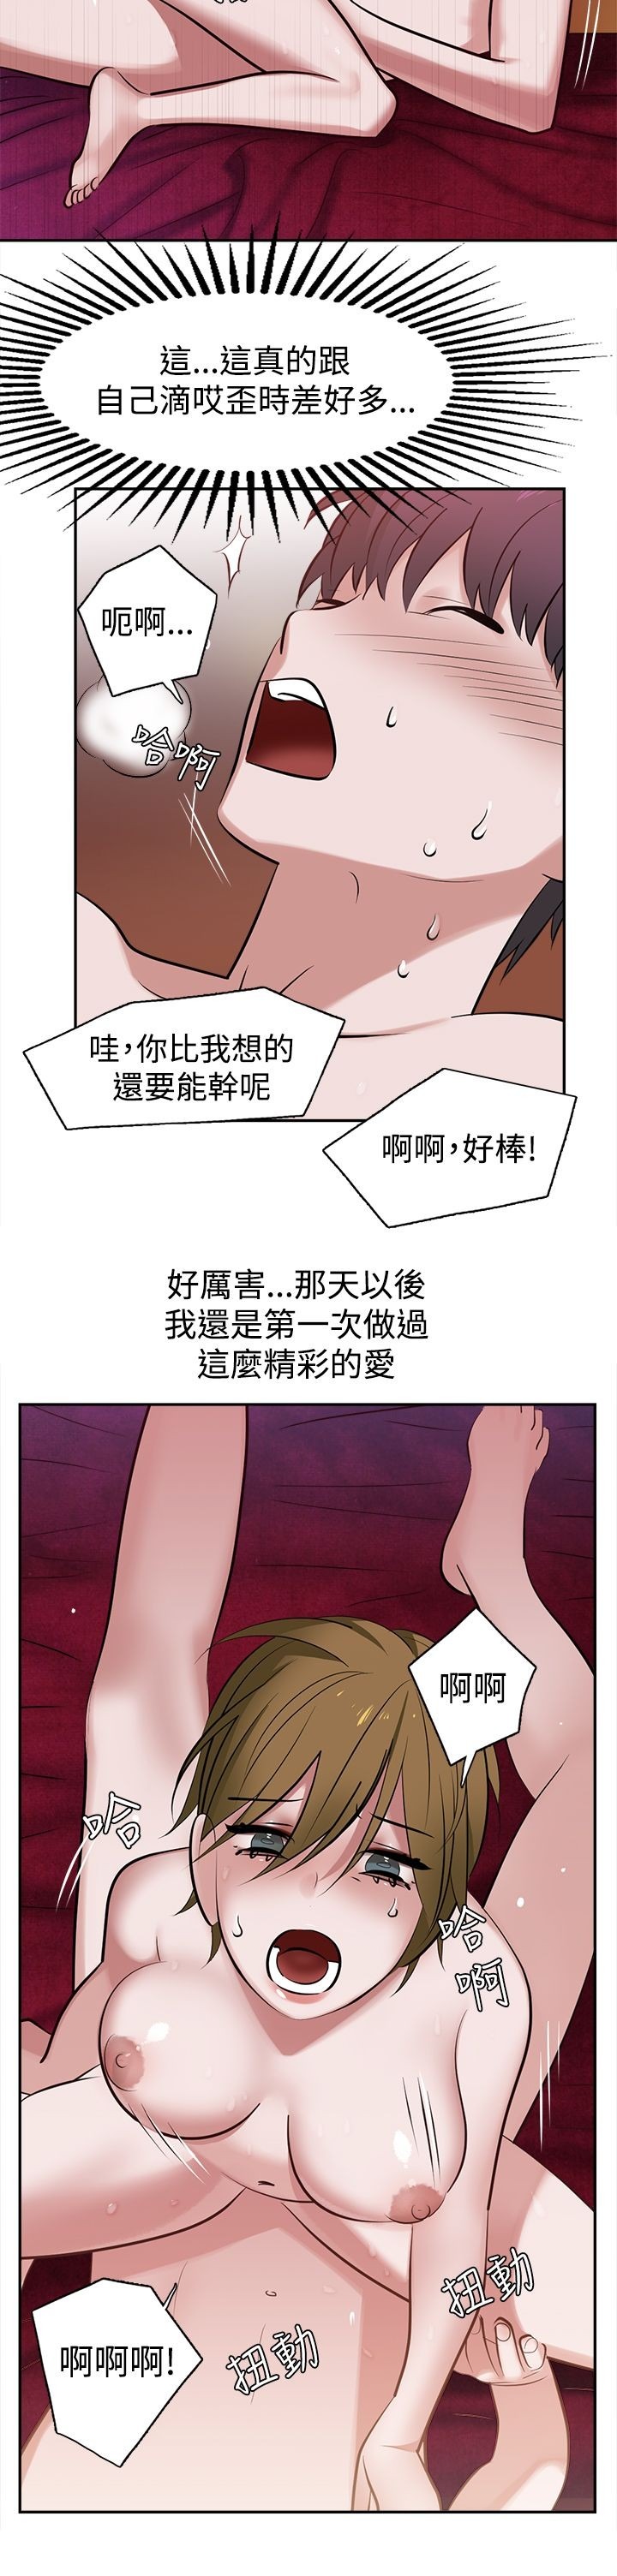 這…這真的跟
自己滴哎歪時差好多…
呃啊…
哈啊
哇,你比我想的
還要能幹呢
啊啊,好棒!
好厲害…那天以後
我還是第一次做過
這麼精彩的愛
啊啊
哈
哈
啊
扭動
扭動
啊啊啊!